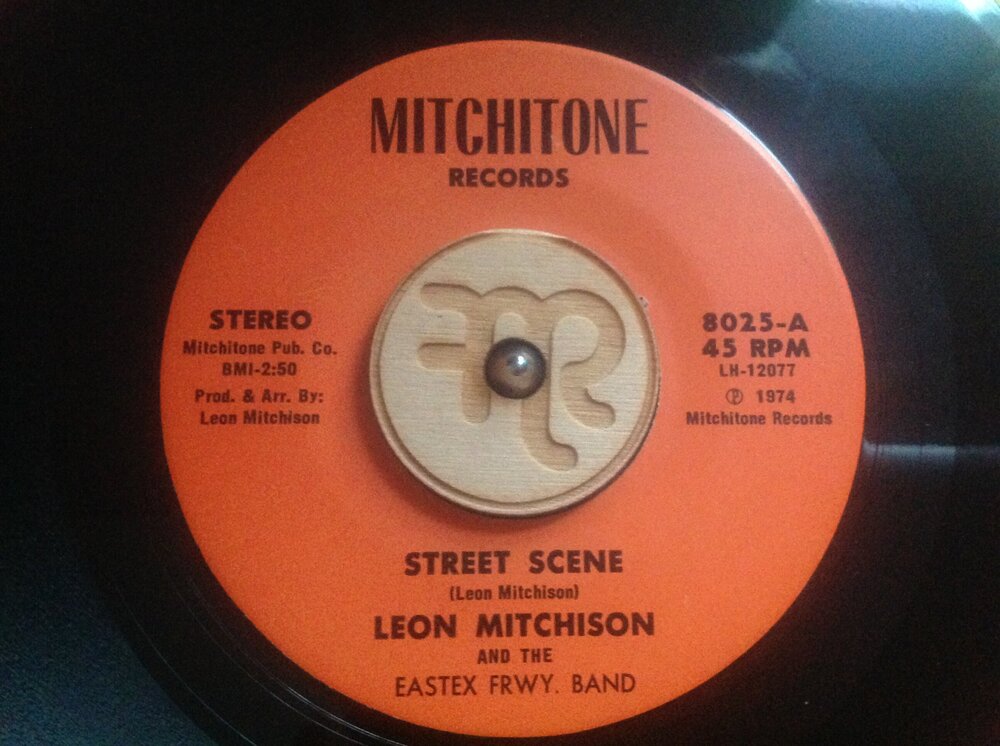 MITCHITONE
RECORDS
STEREO
Mitchitone Pub. Co.
BMI-2:50
Prod. & Arr. By:
Leon Mitchison
8025-A
45 RPM
LH-12077
Ⓟ 1974
Mitchitone Records
STREET SCENE
(Leon Mitchison)
LEON MITCHISON
AND THE
EASTEX FRWY. BAND